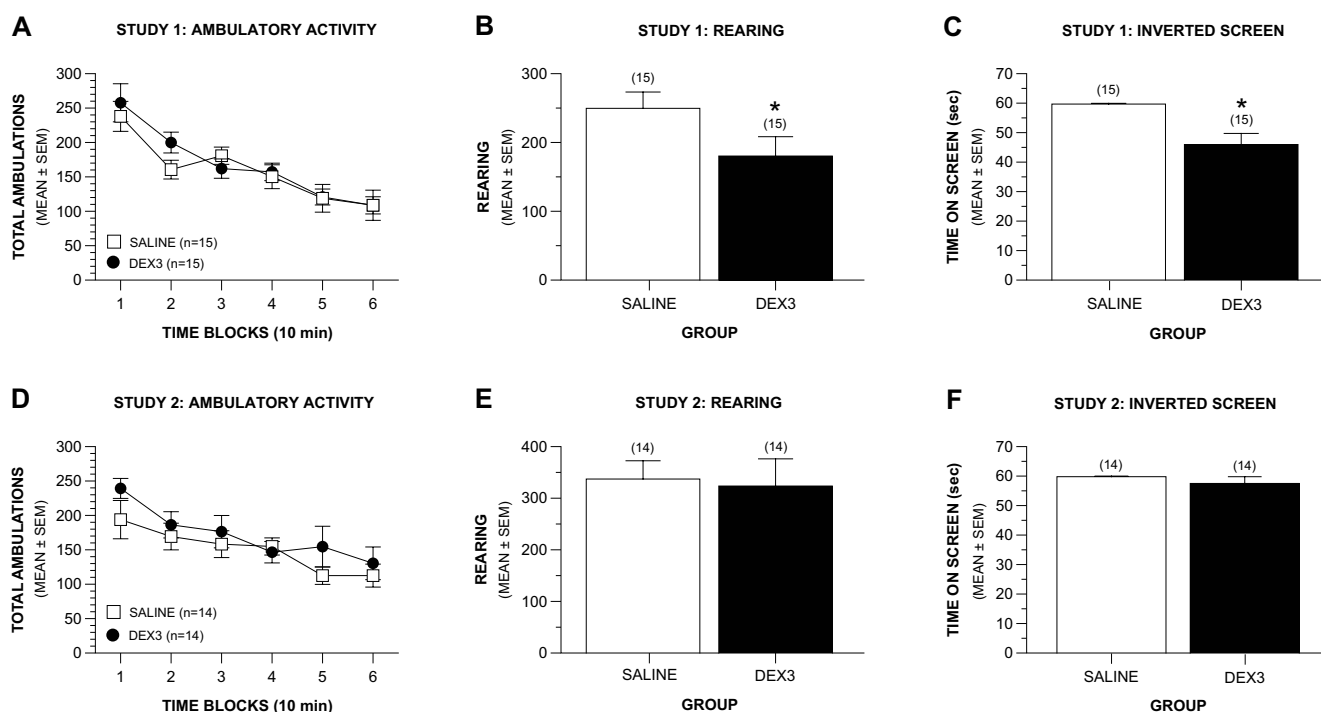 A
STUDY 1: AMBULATORY ACTIVITY
TOTAL AMBULATIONS
(MEAN ± SEM)
300
250
200
150
100
50
0
SALINE (n=15)
DEX3 (n=15)
1 2 3 4 5 6
TIME BLOCKS (10 min)
B
STUDY 1: REARING
REARING
(MEAN ± SEM)
300
200
100
0
(15)
*
(15)
SALINE DEX3
GROUP
C
STUDY 1: INVERTED SCREEN
TIME ON SCREEN (sec)
(MEAN ± SEM)
70
60
50
40
30
20
10
0
(15)
*
(15)
SALINE DEX3
GROUP
D
STUDY 2: AMBULATORY ACTIVITY
TOTAL AMBULATIONS
(MEAN ± SEM)
300
250
200
150
100
50
0
SALINE (n=14)
DEX3 (n=14)
1 2 3 4 5 6
TIME BLOCKS (10 min)
E
STUDY 2: REARING
REARING
(MEAN ± SEM)
400
300
200
100
0
(14) (14)
SALINE DEX3
GROUP
F
STUDY 2: INVERTED SCREEN
TIME ON SCREEN (sec)
(MEAN ± SEM)
70
60
50
40
30
20
10
0
(14) (14)
SALINE DEX3
GROUP